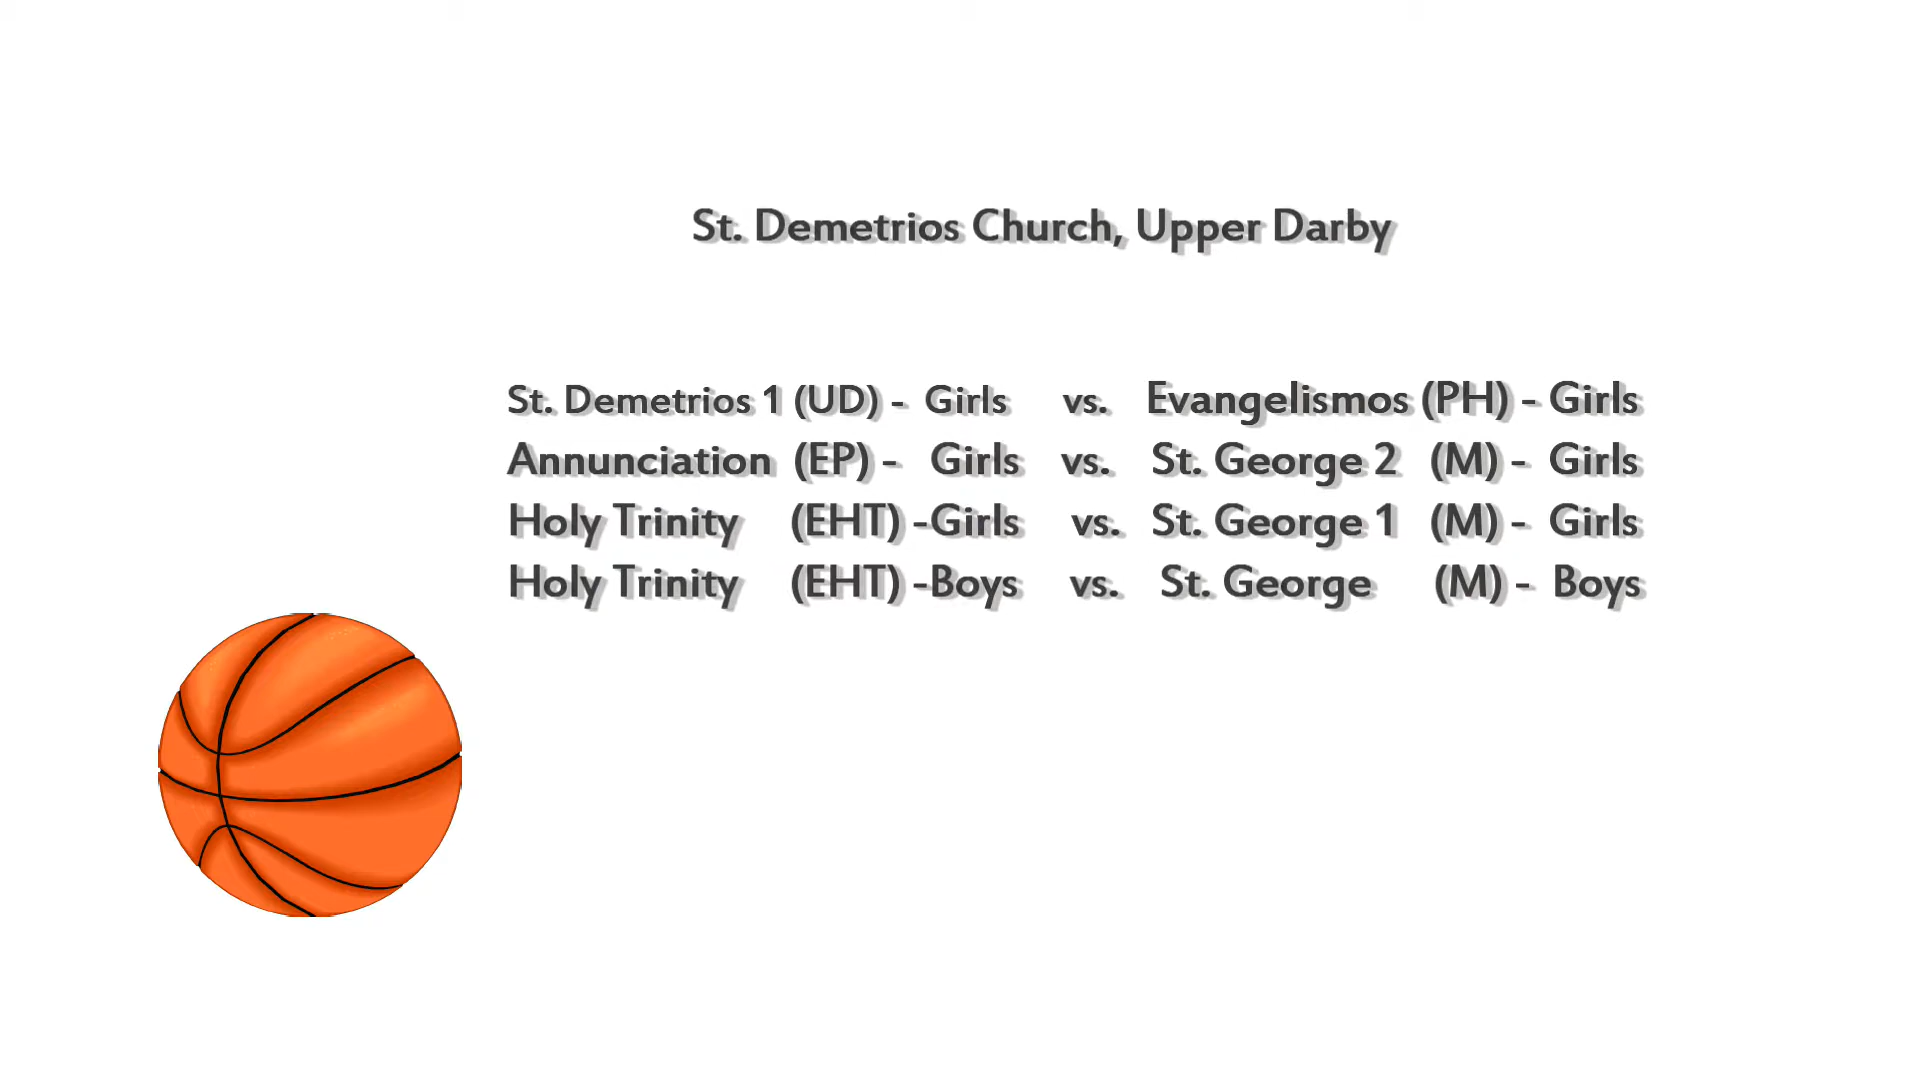 St. Demetrios Church, Upper Darby
St. Demetrios 1 (UD) - Girls vs. Evangelismos (PH) - Girls
Annunciation (EP) - Girls vs. St. George 2 (M) - Girls
Holy Trinity (EHT) -Girls vs. St. George 1 (M) - Girls
Holy Trinity (EHT) -Boys vs. St. George (M) - Boys